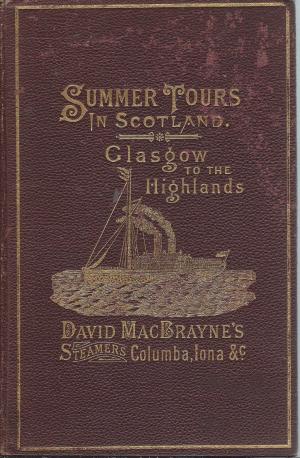 SUMMER TOURS
IN SCOTLAND.
Glasgow
TO THE
Highlands
DAVID MACBRAYNE'S
STEAMERS Columba, Iona &c